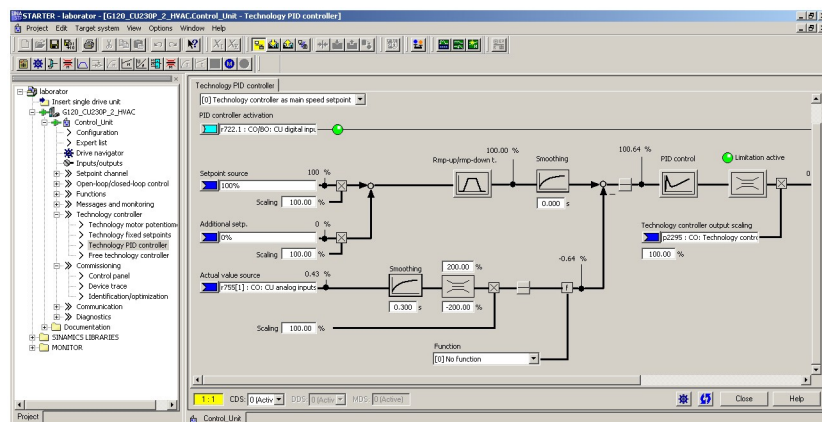 STARTER - laborator - [G120_CU230P_2_HVAC.Control_Unit - Technology PID controller]
Project Edit Target system View Options Window Help
laborator
Insert single drive unit
G120_CU230P_2_HVAC
Control_Unit
Configuration
Expert list
Drive navigator
Inputs/outputs
Setpoint channel
Open-loop/closed-loop control
Functions
Messages and monitoring
Technology controller
Technology motor potentiom
Technology fixed setpoints
Technology PID controller
Free technology controller
Commissioning
Control panel
Device trace
Identification/optimization
Communication
Diagnostics
Documentation
SINAMICS LIBRARIES
MONITOR
Project
Technology PID controller
[0] Technology controller as main speed setpoint
PID controller activation
r722.1 : CO/BO: CU digital inpu
100.00 %
100.64 %
Rmp-up/rmp-down t.
Smoothing
PID control
Limitation active
Setpoint source
100 %
100%
0
Scaling 100.00 %
0.000 s
Additional setp.
0 %
0%
Technology controller output scaling
p2295 : CO: Technology contro
Scaling 100.00 %
100.00 %
Actual value source
0.43 %
Smoothing
200.00 %
-0.64 %
r755[1] : CO: CU analog inputs
0.300 s
-200.00 %
Scaling 100.00 %
Function
[0] No function
1 : 1 CDS: 0 (Activ DDS: 0 (Activ MDS: 0 (Active) Close Help
Control_Unit